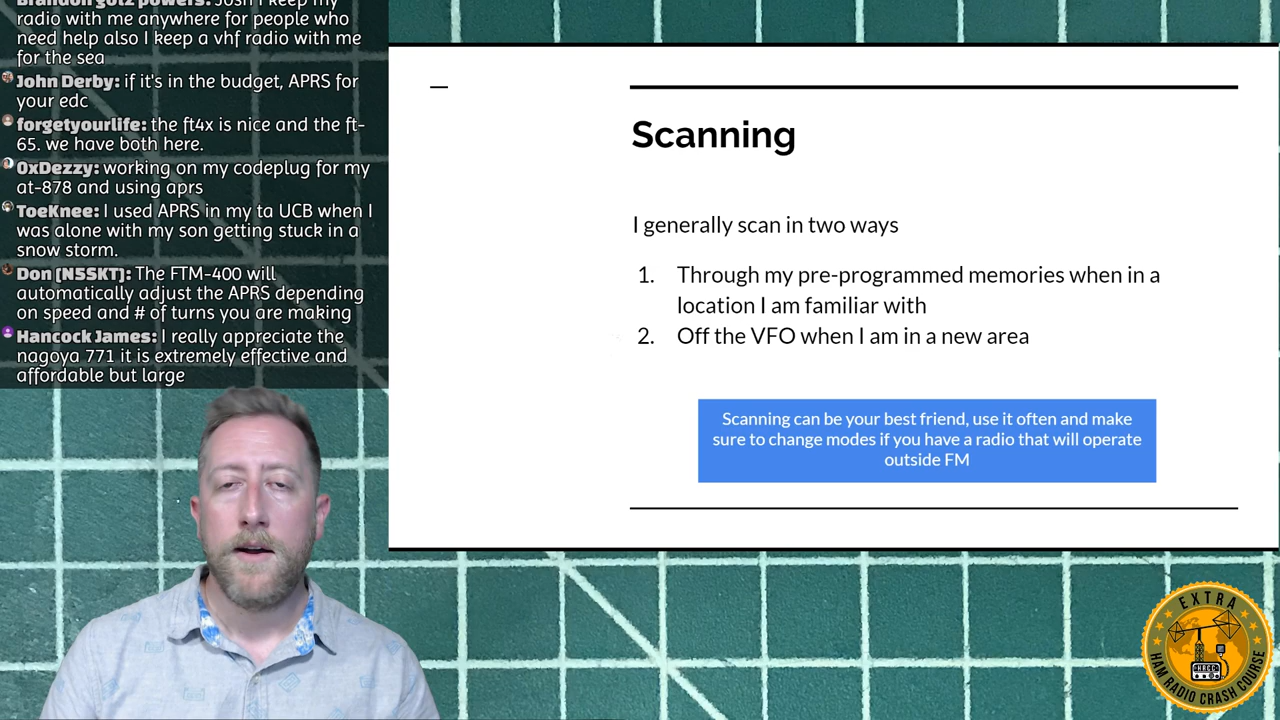 Brandon gotz powers: Josh I keep my
radio with me anywhere for people who
need help also I keep a vhf radio with me
for the sea
John Derby: if it's in the budget, APRS for
your edc
forgetyourlife: the ft4x is nice and the ft-
65. we have both here.
0xDezzy: working on my codeplug for my
at-878 and using aprs
ToeKnee: I used APRS in my ta UCB when I
was alone with my son getting stuck in a
snow storm.
Don (N5SKT): The FTM-400 will
automatically adjust the APRS depending
on speed and # of turns you are making
Hancock James: I really appreciate the
nagoya 771 it is extremely effective and
affordable but large
Scanning
I generally scan in two ways
1. Through my pre-programmed memories when in a
location I am familiar with
2. Off the VFO when I am in a new area
Scanning can be your best friend, use it often and make
sure to change modes if you have a radio that will operate
outside FM
EXTRA
HRCC
HAM RADIO CRASH COURSE